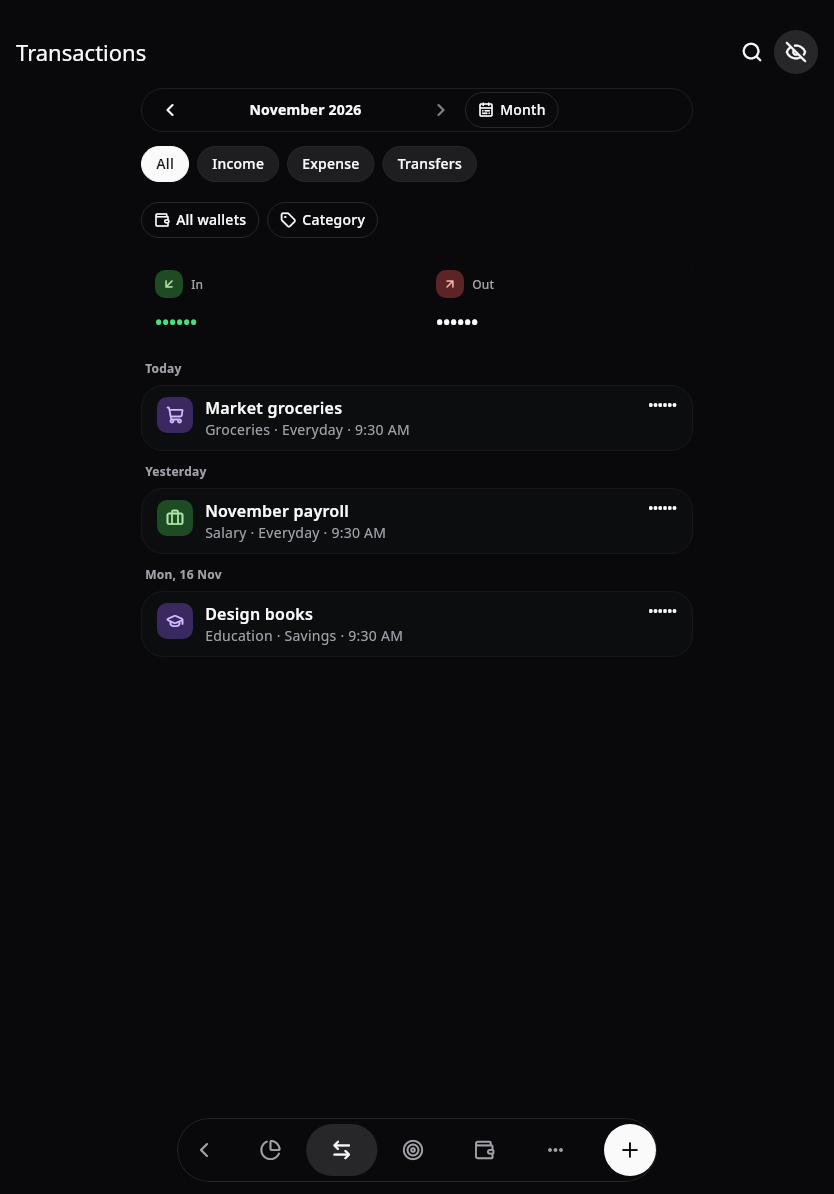 Transactions
November 2026
Month
All
Income
Expense
Transfers
All wallets
Category
In
Out
••••••
••••••
Today
Market groceries
••••••
Groceries · Everyday · 9:30 AM
Yesterday
November payroll
••••••
Salary · Everyday · 9:30 AM
Mon, 16 Nov
Design books
••••••
Education · Savings · 9:30 AM